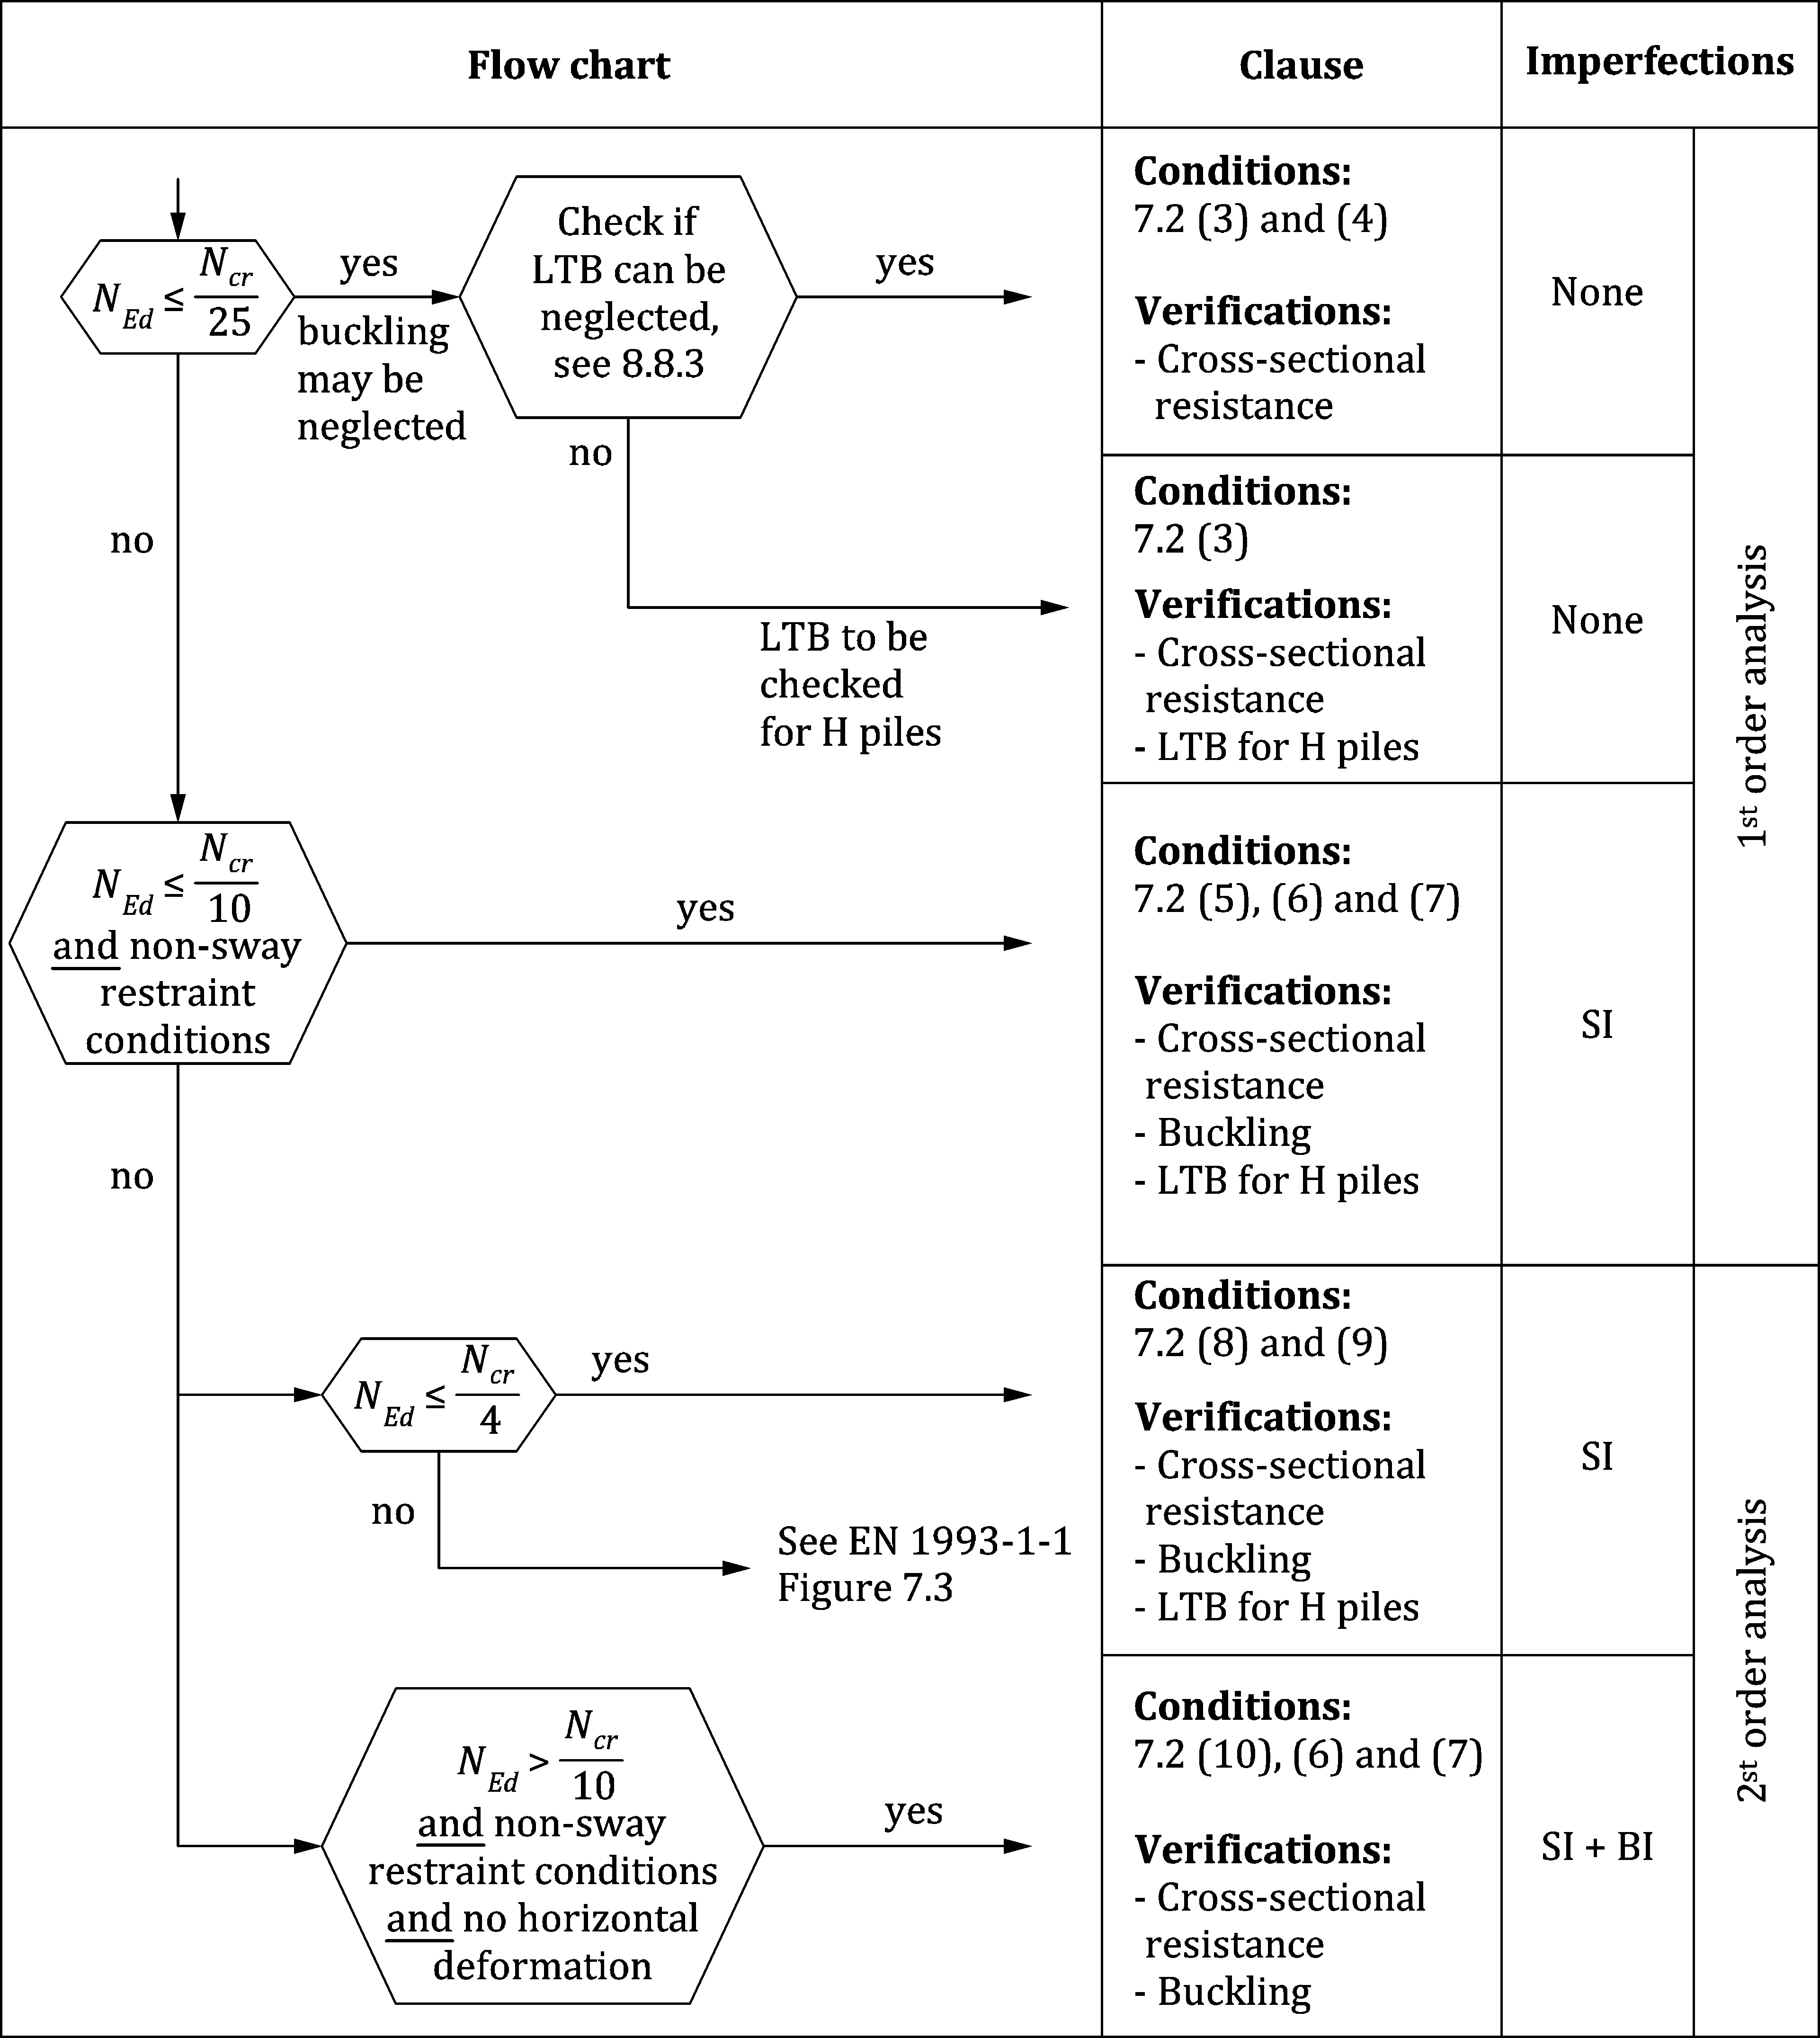 Flow chart
Clause
Imperfections
N_Ed ≤ N_cr/25
yes
buckling
may be
neglected
Check if
LTB can be
neglected,
see 8.8.3
yes
no
LTB to be
checked
for H piles
no
Conditions:
7.2 (3) and (4)
Verifications:
- Cross-sectional
resistance
None
Conditions:
7.2 (3)
Verifications:
- Cross-sectional
resistance
- LTB for H piles
None
N_Ed ≤ N_cr/10
and non-sway
restraint
conditions
yes
no
Conditions:
7.2 (5), (6) and (7)
Verifications:
- Cross-sectional
resistance
- Buckling
- LTB for H piles
SI
1st order analysis
N_Ed ≤ N_cr/4
yes
no
See EN 1993-1-1
Figure 7.3
Conditions:
7.2 (8) and (9)
Verifications:
- Cross-sectional
resistance
- Buckling
- LTB for H piles
SI
N_Ed > N_cr/10
and non-sway
restraint conditions
and no horizontal
deformation
yes
Conditions:
7.2 (10), (6) and (7)
Verifications:
- Cross-sectional
resistance
- Buckling
SI + BI
2nd order analysis